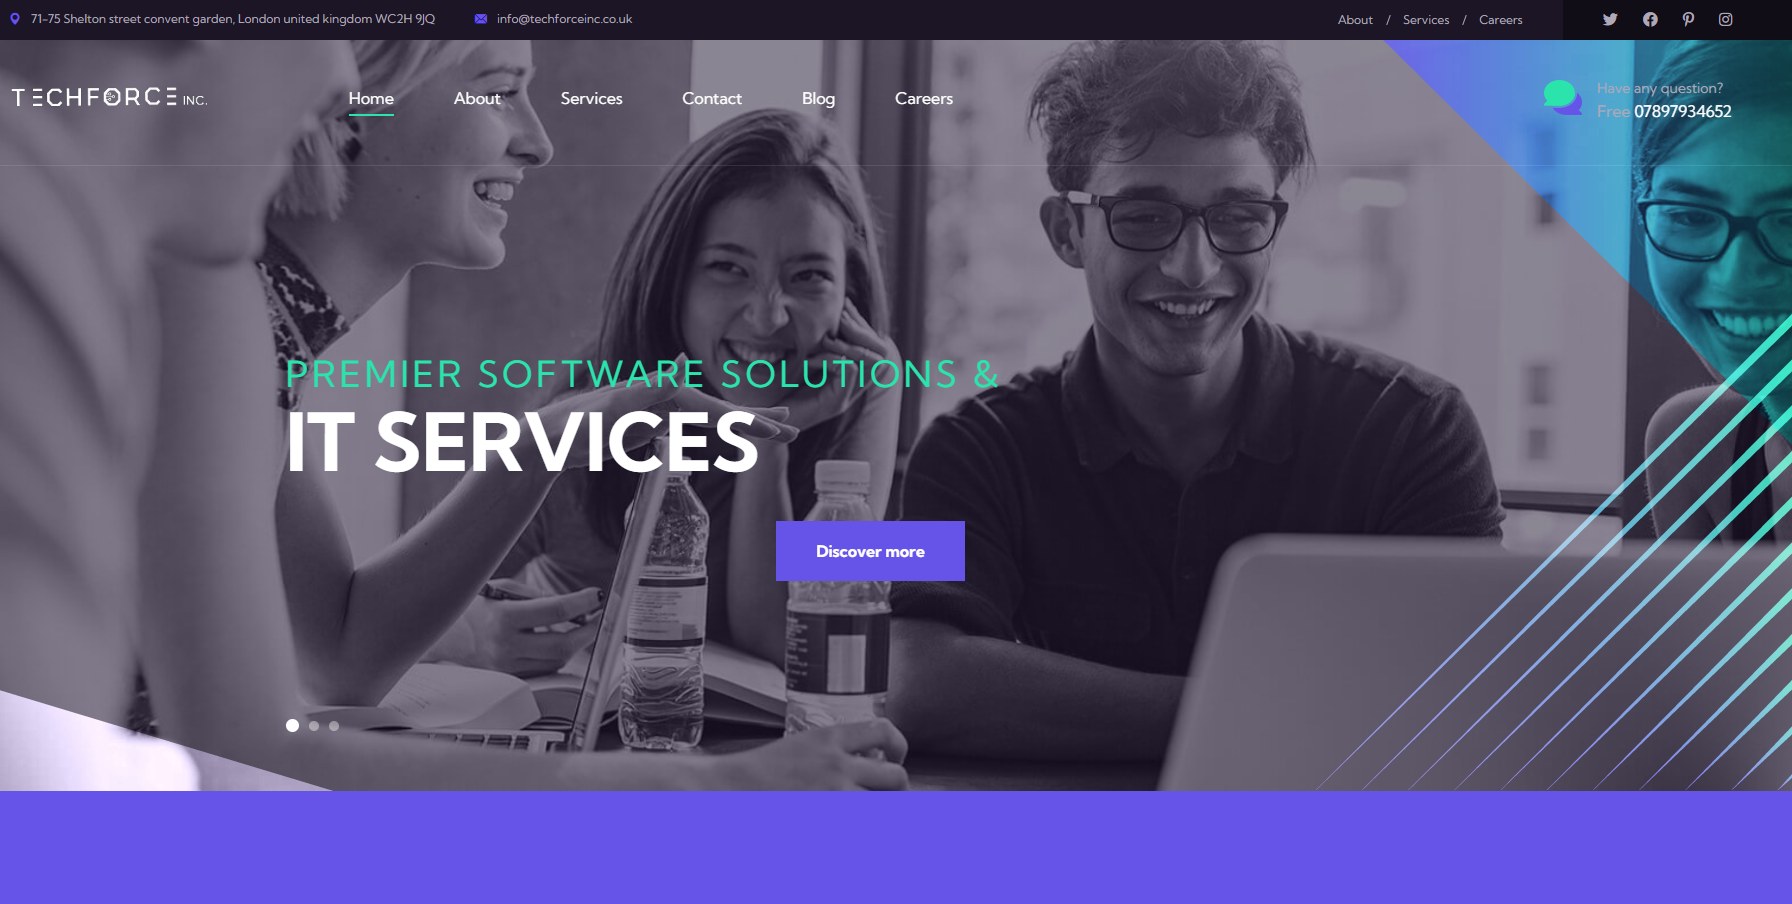 71-75 Shelton street convent garden, London united kingdom WC2H 9JQ
info@techforceinc.co.uk
About / Services / Careers
TECHFORCE INC.
Home About Services Contact Blog Careers
Have any question?
Free 07897934652
PREMIER SOFTWARE SOLUTIONS &
IT SERVICES
Discover more